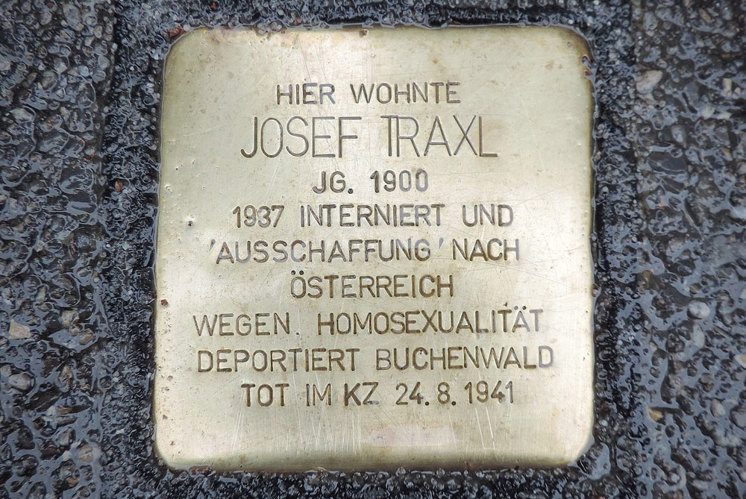 HIER WOHNTE
JOSEF TRAXL
JG. 1900
1937 INTERNIERT UND
'AUSSCHAFFUNG' NACH
ÖSTERREICH
WEGEN HOMOSEXUALITÄT
DEPORTIERT BUCHENWALD
TOT IM KZ 24.8.1941